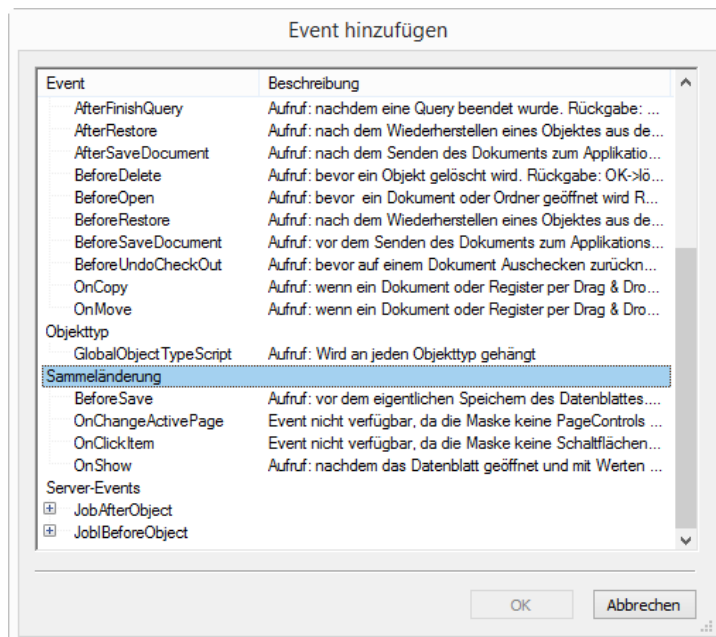 Event hinzufügen
Event Beschreibung
AfterFinishQuery Aufruf: nachdem eine Query beendet wurde. Rückgabe: ...
AfterRestore Aufruf: nach dem Wiederherstellen eines Objektes aus de...
AfterSaveDocument Aufruf: nach dem Senden des Dokuments zum Applikatio...
BeforeDelete Aufruf: bevor ein Objekt gelöscht wird. Rückgabe: OK->lö...
BeforeOpen Aufruf: bevor ein Dokument oder Ordner geöffnet wird R...
BeforeRestore Aufruf: nach dem Wiederherstellen eines Objektes aus de...
BeforeSaveDocument Aufruf: vor dem Senden des Dokuments zum Applikations...
BeforeUndoCheckOut Aufruf: bevor auf einem Dokument Auschecken zurückn...
OnCopy Aufruf: wenn ein Dokument oder Register per Drag & Dro...
OnMove Aufruf: wenn ein Dokument oder Register per Drag & Dro...
Objekttyp
GlobalObjectTypeScript Aufruf: Wird an jeden Objekttyp gehängt
Sammeländerung
BeforeSave Aufruf: vor dem eigentlichen Speichern des Datenblattes....
OnChangeActivePage Event nicht verfügbar, da die Maske keine PageControls ...
OnClickItem Event nicht verfügbar, da die Maske keine Schaltflächen...
OnShow Aufruf: nachdem das Datenblatt geöffnet und mit Werten ...
Server-Events
JobAfterObject
JoblBeforeObject
OK Abbrechen